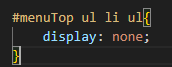 #menuTop ul li ul{
    display: none;
}